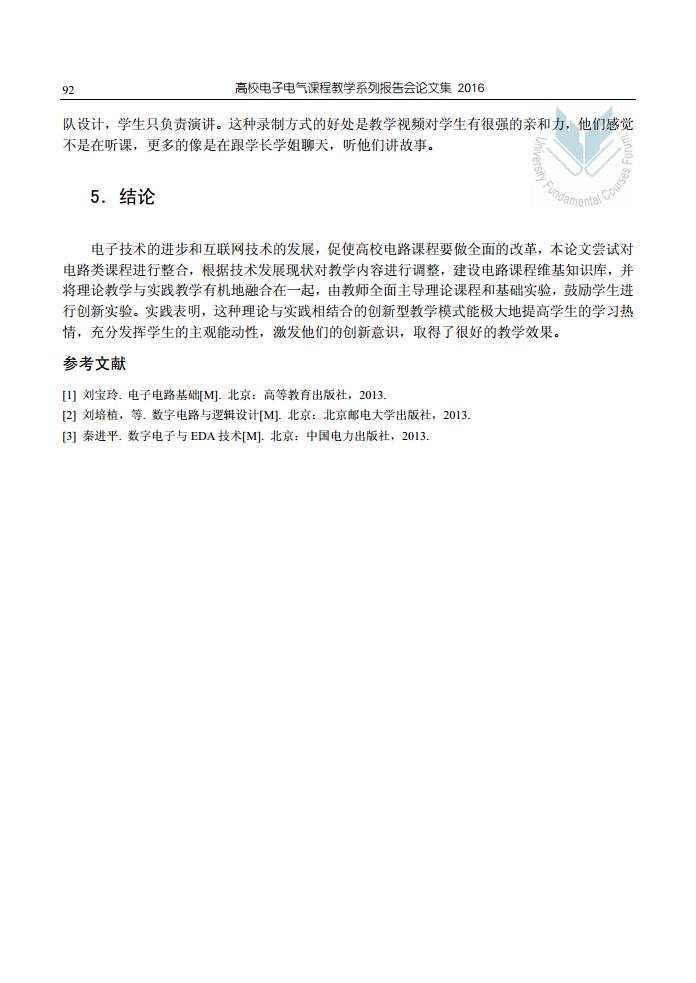 92 高校电子电气课程教学系列报告会论文集 2016
队设计，学生只负责演讲。这种录制方式的好处是教学视频对学生有很强的亲和力，他们感觉
不是在听课，更多的像是在跟学长学姐聊天，听他们讲故事。
University Fundamental Courses Forum
5．结论
电子技术的进步和互联网技术的发展，促使高校电路课程要做全面的改革，本论文尝试对
电路类课程进行整合，根据技术发展现状对教学内容进行调整，建设电路课程维基知识库，并
将理论教学与实践教学有机地融合在一起，由教师全面主导理论课程和基础实验，鼓励学生进
行创新实验。实践表明，这种理论与实践相结合的创新型教学模式能极大地提高学生的学习热
情，充分发挥学生的主观能动性，激发他们的创新意识，取得了很好的教学效果。
参考文献
[1] 刘宝玲. 电子电路基础[M]. 北京：高等教育出版社，2013.
[2] 刘培植，等. 数字电路与逻辑设计[M]. 北京：北京邮电大学出版社，2013.
[3] 秦进平. 数字电子与 EDA 技术[M]. 北京：中国电力出版社，2013.